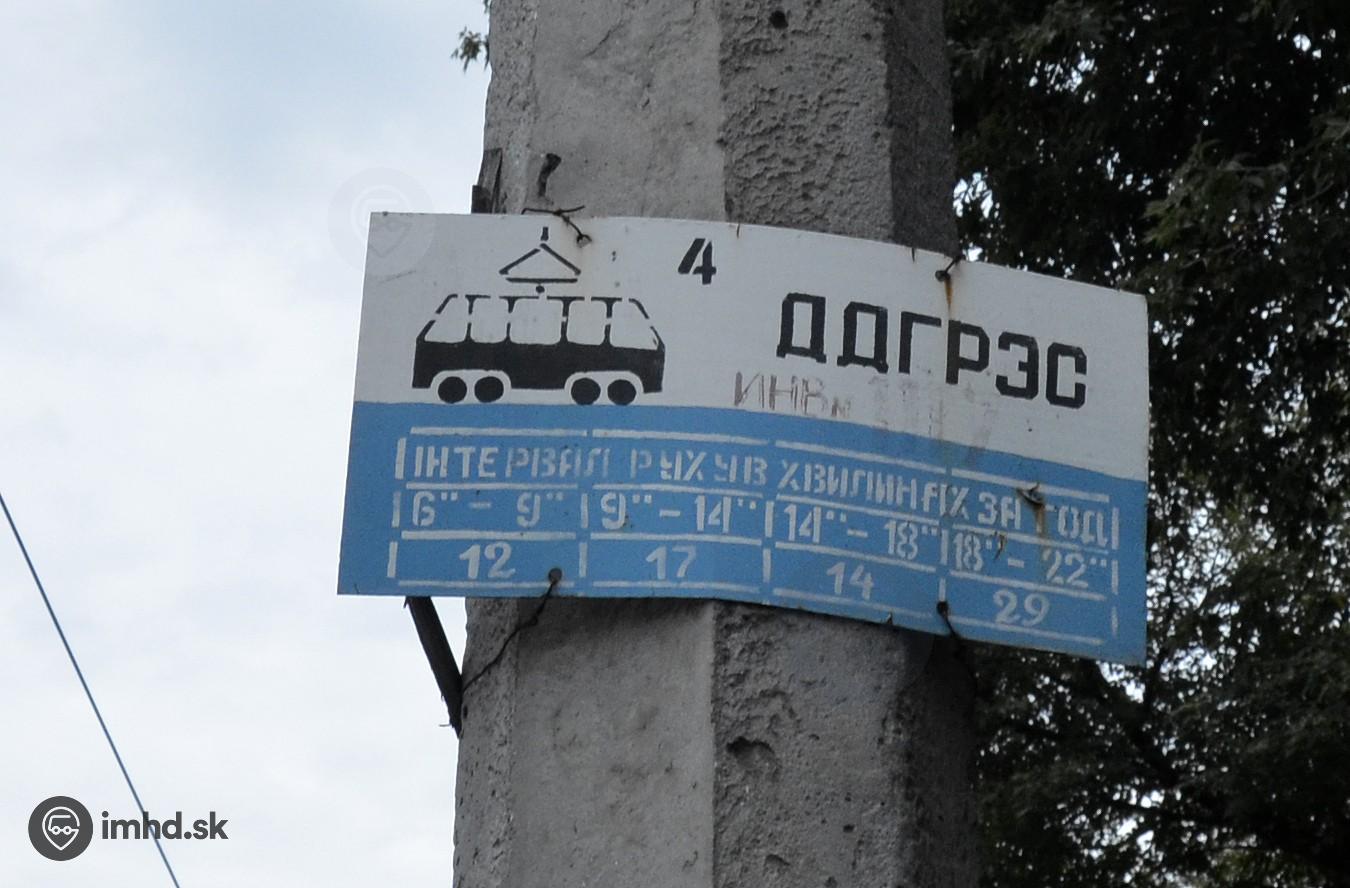 4
ДДГРЭС
ИНВ№
ІНТЕРВАЛ РУХУ В ХВИЛИНАХ ЗА ГОД
6°° - 9°° 9°° - 14°° 14°° - 18°° 18°° - 22°°
12 17 14 29
imhd.sk